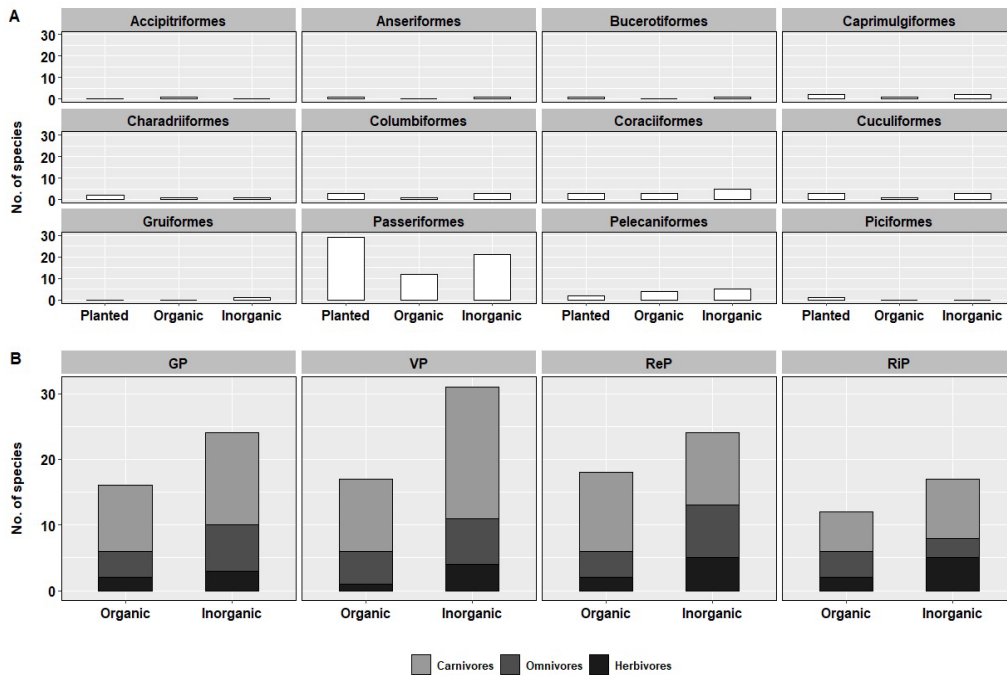 A
Accipitriformes Anseriformes Bucerotiformes Caprimulgiformes
30
20
10
0
Charadriiformes Columbiformes Coraciiformes Cuculiformes
No. of species
30
20
10
0
Gruiformes Passeriformes Pelecaniformes Piciformes
30
20
10
0
Planted Organic Inorganic Planted Organic Inorganic Planted Organic Inorganic Planted Organic Inorganic
B
GP VP ReP RiP
No. of species
30
20
10
0
Organic Inorganic Organic Inorganic Organic Inorganic Organic Inorganic
Carnivores Omnivores Herbivores